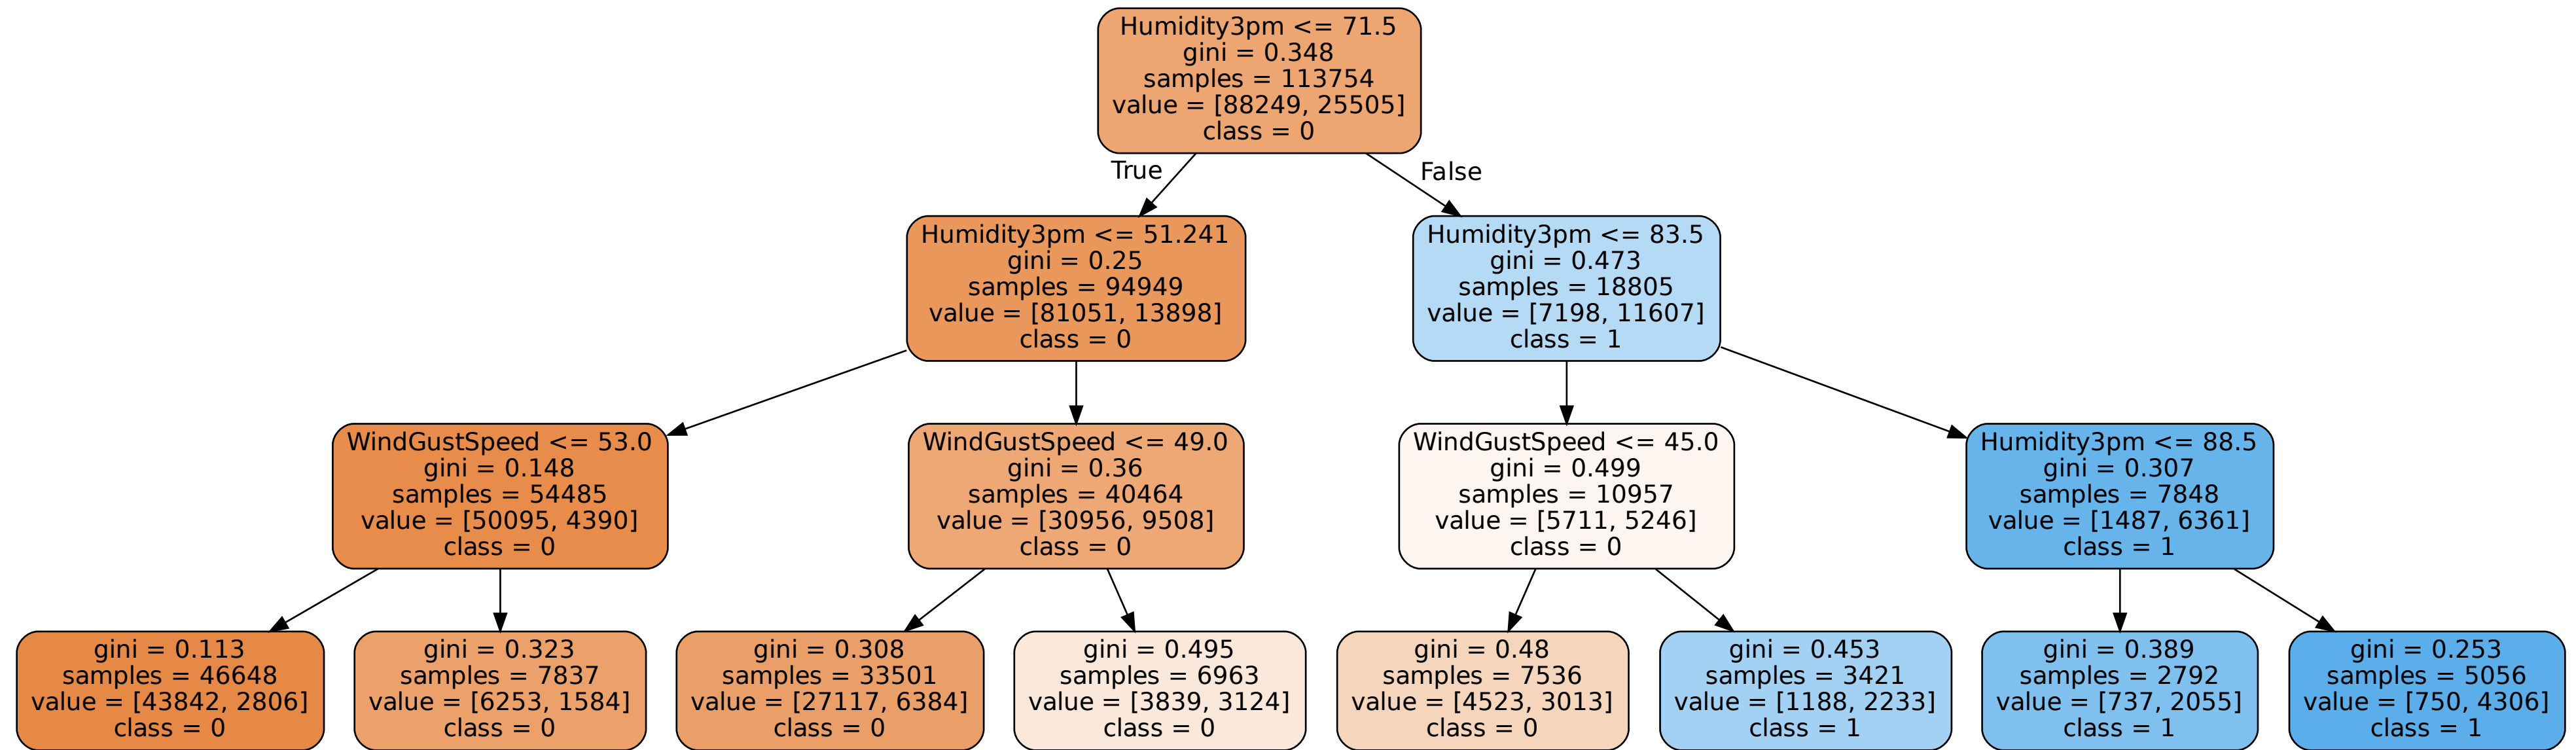 Humidity3pm <= 71.5
gini = 0.348
samples = 113754
value = [88249, 25505]
class = 0
True
False
Humidity3pm <= 51.241
gini = 0.25
samples = 94949
value = [81051, 13898]
class = 0
Humidity3pm <= 83.5
gini = 0.473
samples = 18805
value = [7198, 11607]
class = 1
WindGustSpeed <= 53.0
gini = 0.148
samples = 54485
value = [50095, 4390]
class = 0
WindGustSpeed <= 49.0
gini = 0.36
samples = 40464
value = [30956, 9508]
class = 0
WindGustSpeed <= 45.0
gini = 0.499
samples = 10957
value = [5711, 5246]
class = 0
Humidity3pm <= 88.5
gini = 0.307
samples = 7848
value = [1487, 6361]
class = 1
gini = 0.113
samples = 46648
value = [43842, 2806]
class = 0
gini = 0.323
samples = 7837
value = [6253, 1584]
class = 0
gini = 0.308
samples = 33501
value = [27117, 6384]
class = 0
gini = 0.495
samples = 6963
value = [3839, 3124]
class = 0
gini = 0.48
samples = 7536
value = [4523, 3013]
class = 0
gini = 0.453
samples = 3421
value = [1188, 2233]
class = 1
gini = 0.389
samples = 2792
value = [737, 2055]
class = 1
gini = 0.253
samples = 5056
value = [750, 4306]
class = 1